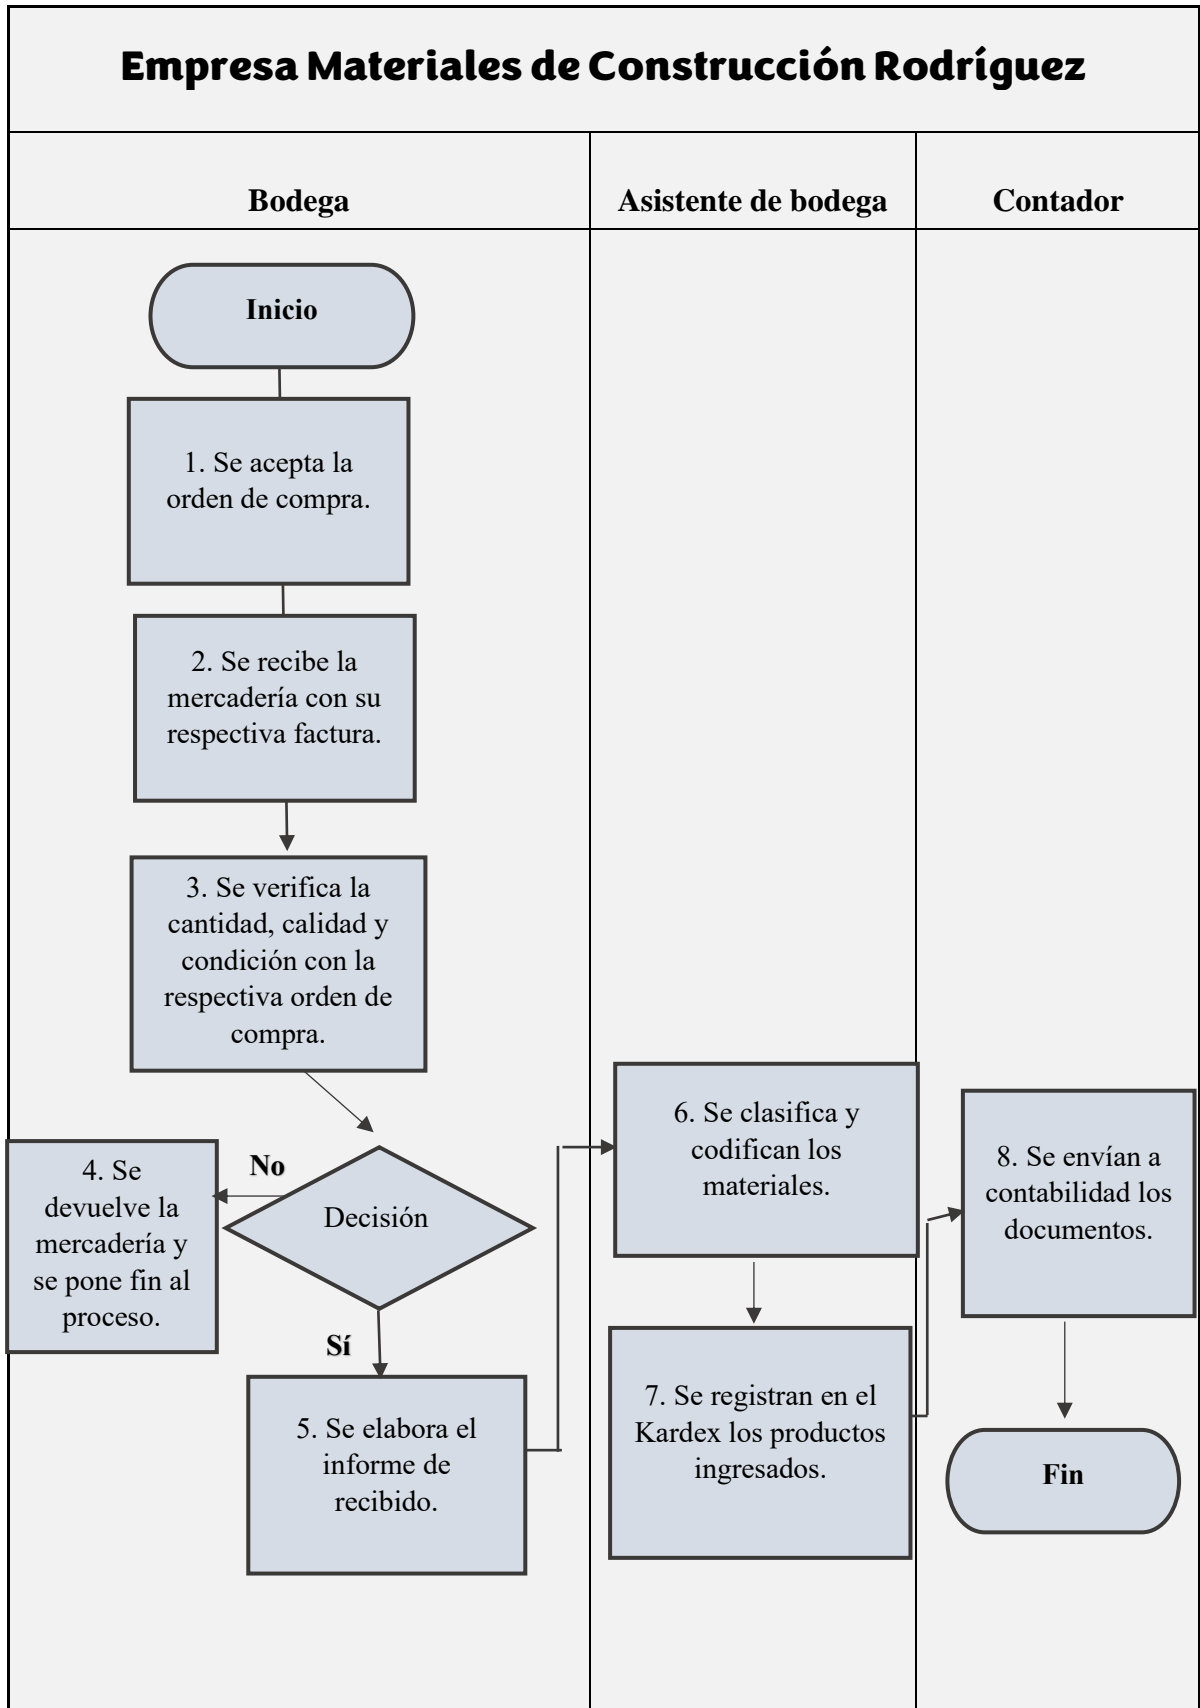 Empresa Materiales de Construcción Rodríguez
Bodega
Asistente de bodega
Contador
Inicio
1. Se acepta la
orden de compra.
2. Se recibe la
mercadería con su
respectiva factura.
3. Se verifica la
cantidad, calidad y
condición con la
respectiva orden de
compra.
No
4. Se
devuelve la
mercadería y
se pone fin al
proceso.
Decisión
Sí
5. Se elabora el
informe de
recibido.
6. Se clasifica y
codifican los
materiales.
7. Se registran en el
Kardex los productos
ingresados.
8. Se envían a
contabilidad los
documentos.
Fin